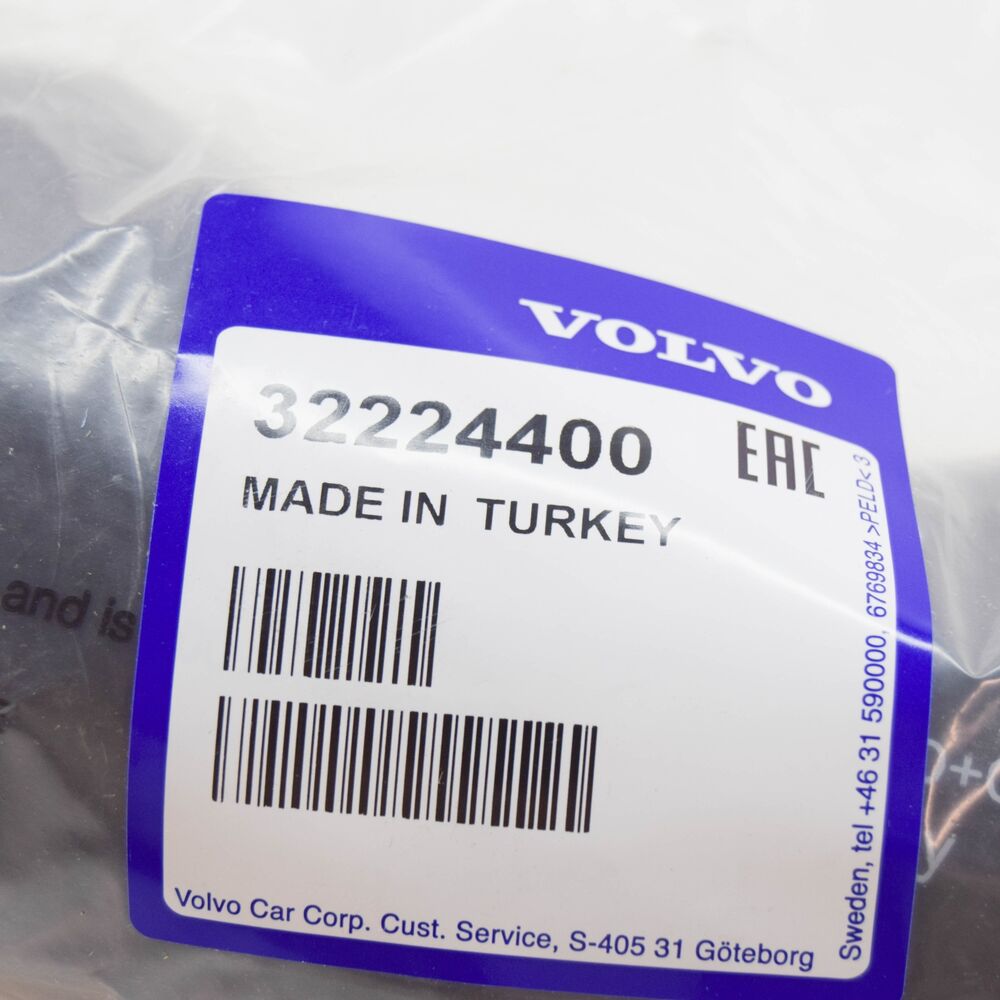 VOLVO
32224400
EAC
MADE IN TURKEY
and is
Volvo Car Corp. Cust. Service, S-405 31 Göteborg
Sweden, tel +46 31 590000, 6769834 >PELD< 3